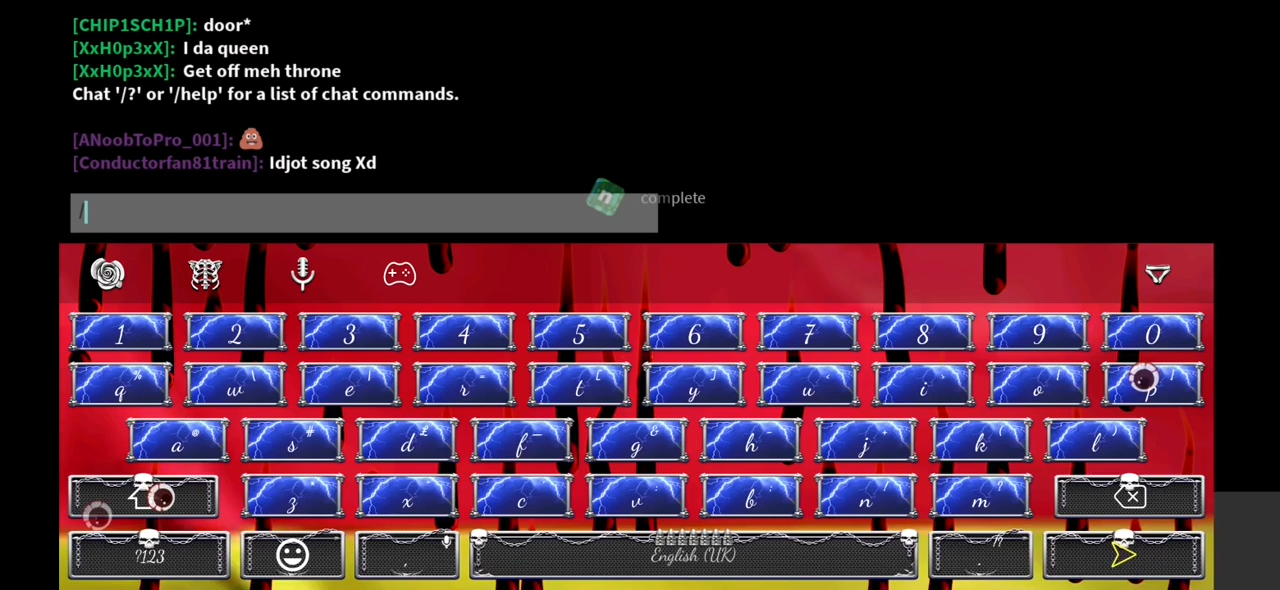 [CHIP1SCH1P]: door*
[XxH0p3xX]: I da queen
[XxH0p3xX]: Get off meh throne
Chat '/?' or '/help' for a list of chat commands.
[ANoobToPro_001]: 💩
[Conductorfan81train]: Idjot song Xd
/
n complete
1 2 3 4 5 6 7 8 9 0
q % w \ e | r = t [ y ] u < i > o { p }
a @ s # d £ f _ g & h - j + k ( l )
z * x " c ' v : b ; n ! m ?
?123 , English (UK) .